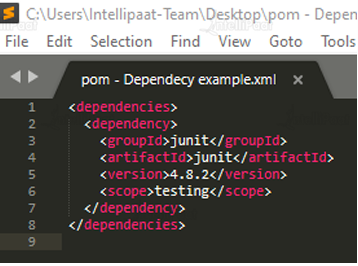 C:\Users\Intellipaat-Team\Desktop\pom - Depende
File Edit Selection Find View Goto Tools
pom - Dependecy example.xml ×
1 <dependencies>
2 <dependency>
3 <groupId>junit</groupId>
4 <artifactId>junit</artifactId>
5 <version>4.8.2</version>
6 <scope>testing</scope>
7 </dependency>
8 </dependencies>
9